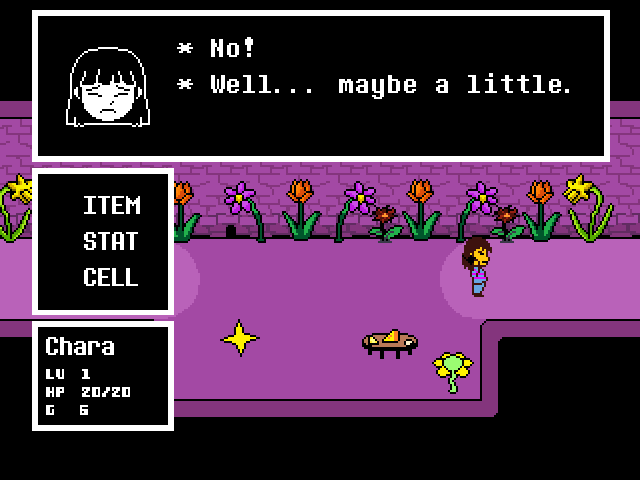 * No!
* Well... maybe a little.
ITEM
STAT
CELL
Chara
LV 1
HP 20/20
G 6